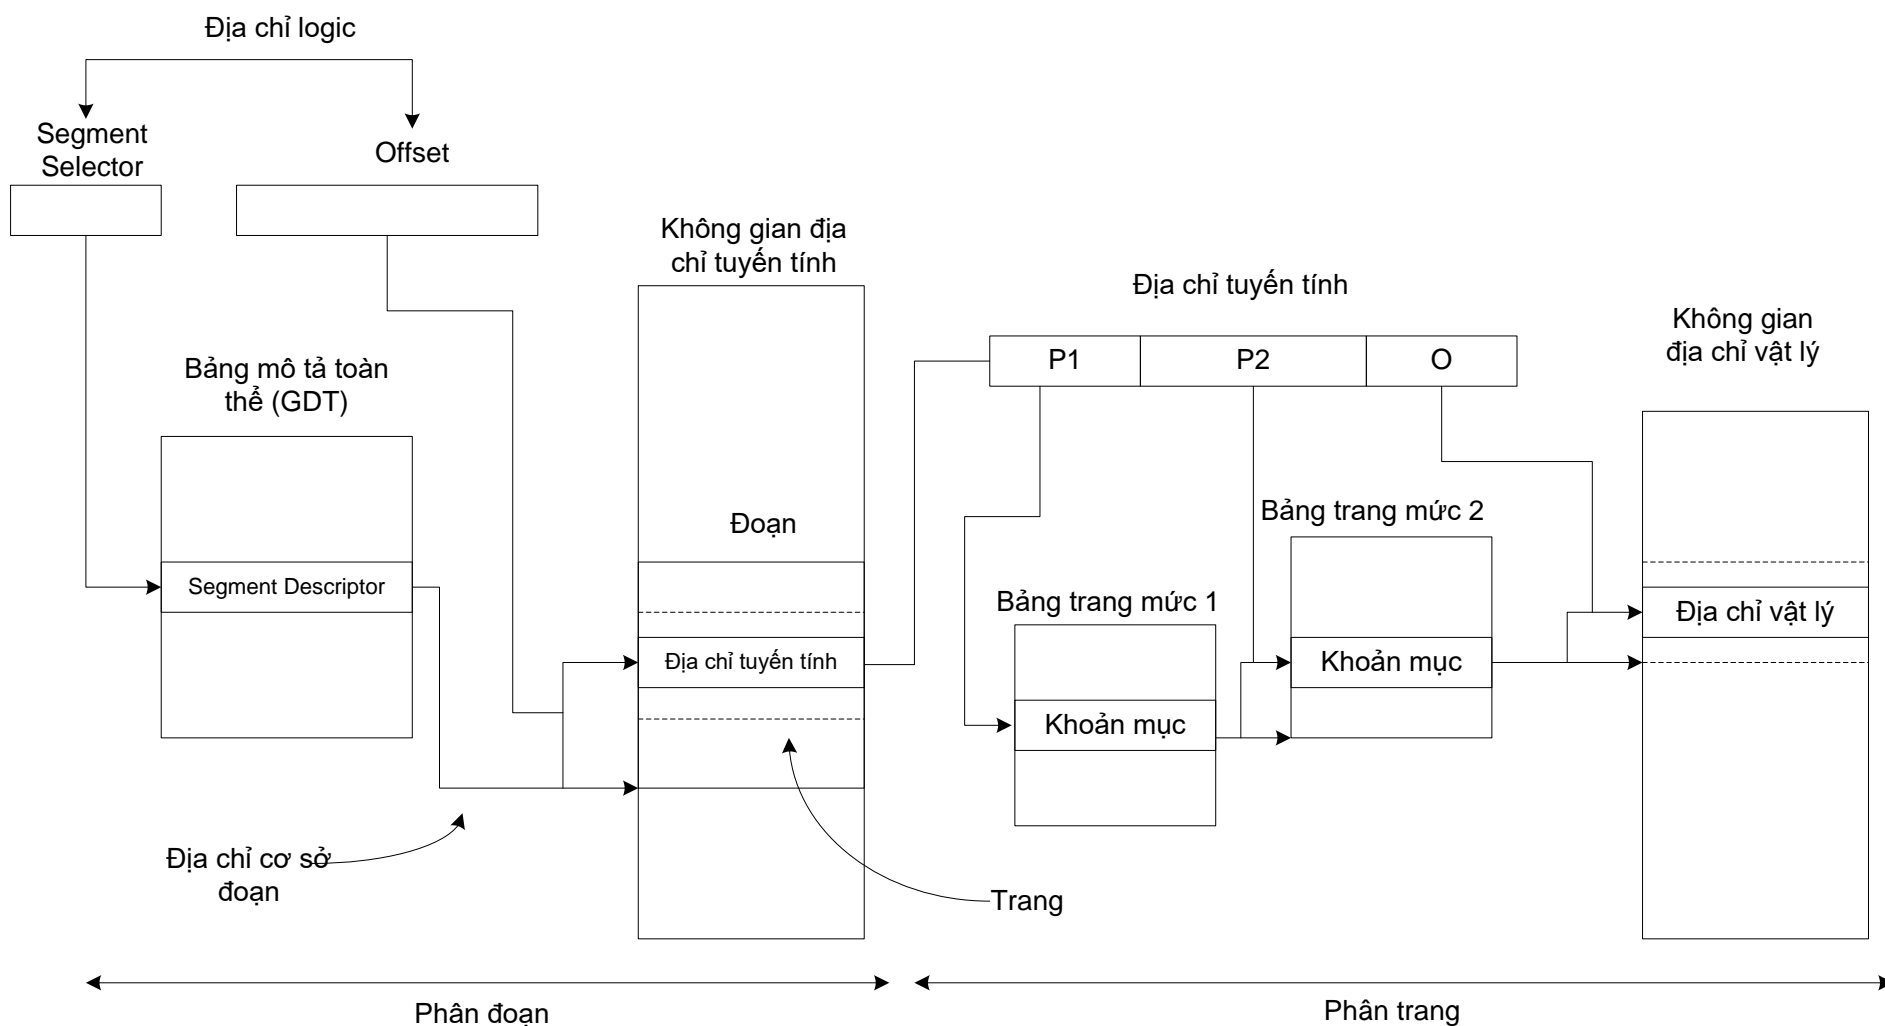 Địa chỉ logic
Segment
Selector
Offset
Không gian địa
chỉ tuyến tính
Địa chỉ tuyến tính
Không gian
địa chỉ vật lý
P1
P2
O
Bảng mô tả toàn
thể (GDT)
Đoạn
Bảng trang mức 2
Segment Descriptor
Bảng trang mức 1
Địa chỉ vật lý
Địa chỉ tuyến tính
Khoản mục
Khoản mục
Địa chỉ cơ sở
đoạn
Trang
Phân đoạn
Phân trang